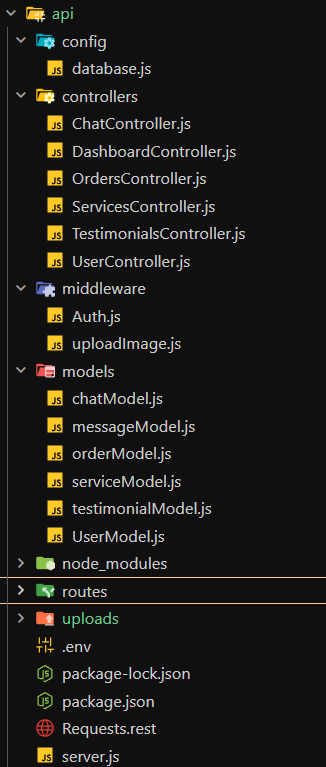 api
config
database.js
controllers
ChatController.js
DashboardController.js
OrdersController.js
ServicesController.js
TestimonialsController.js
UserController.js
middleware
Auth.js
uploadImage.js
models
chatModel.js
messageModel.js
orderModel.js
serviceModel.js
testimonialModel.js
UserModel.js
node_modules
routes
uploads
.env
package-lock.json
package.json
Requests.rest
server.js